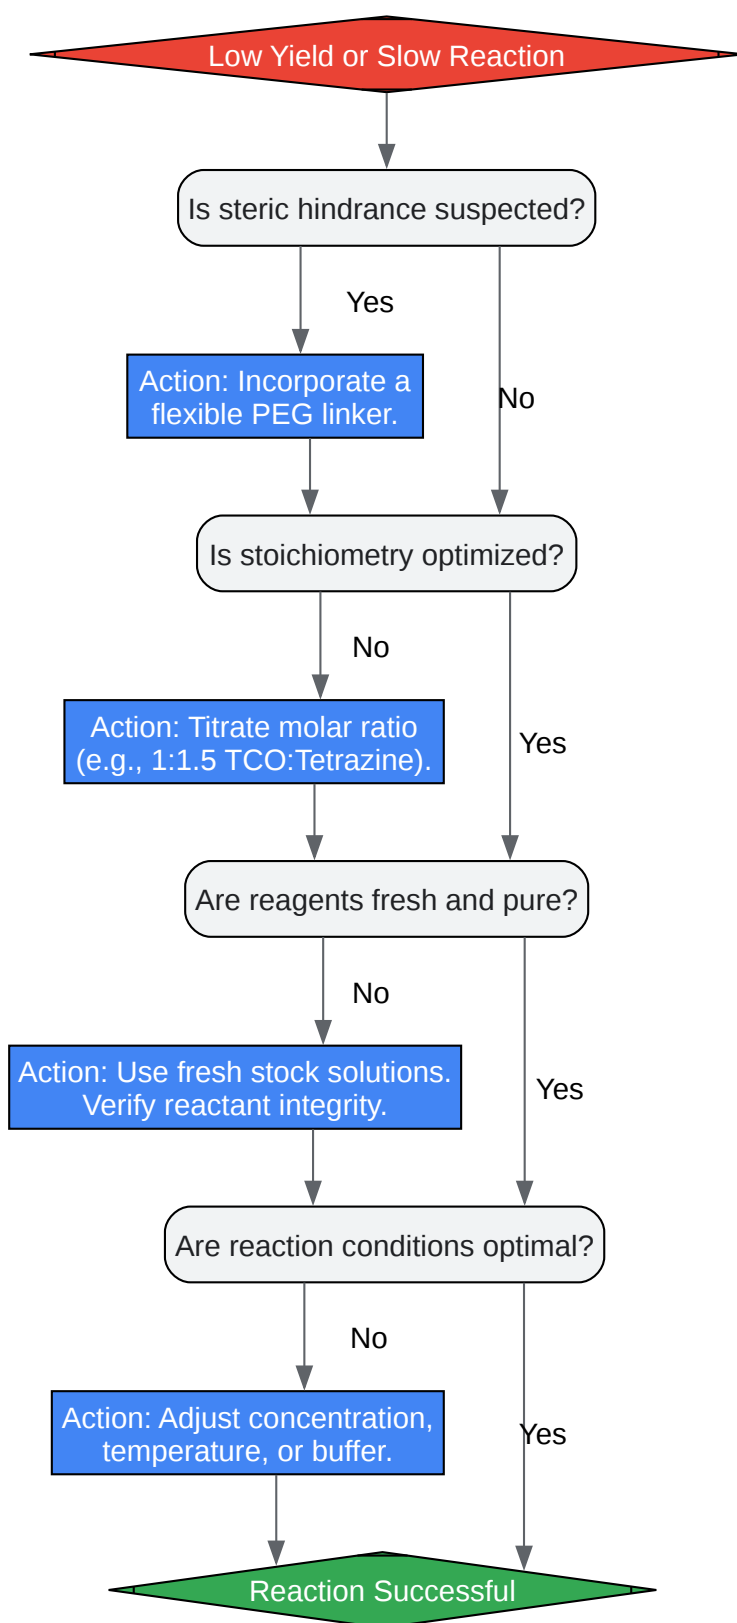 Low Yield or Slow Reaction
Is steric hindrance suspected?
Yes
Action: Incorporate a
flexible PEG linker.
No
Is stoichiometry optimized?
No
Action: Titrate molar ratio
(e.g., 1:1.5 TCO:Tetrazine).
Yes
Are reagents fresh and pure?
No
Action: Use fresh stock solutions.
Verify reactant integrity.
Yes
Are reaction conditions optimal?
No
Action: Adjust concentration,
temperature, or buffer.
Yes
Reaction Successful